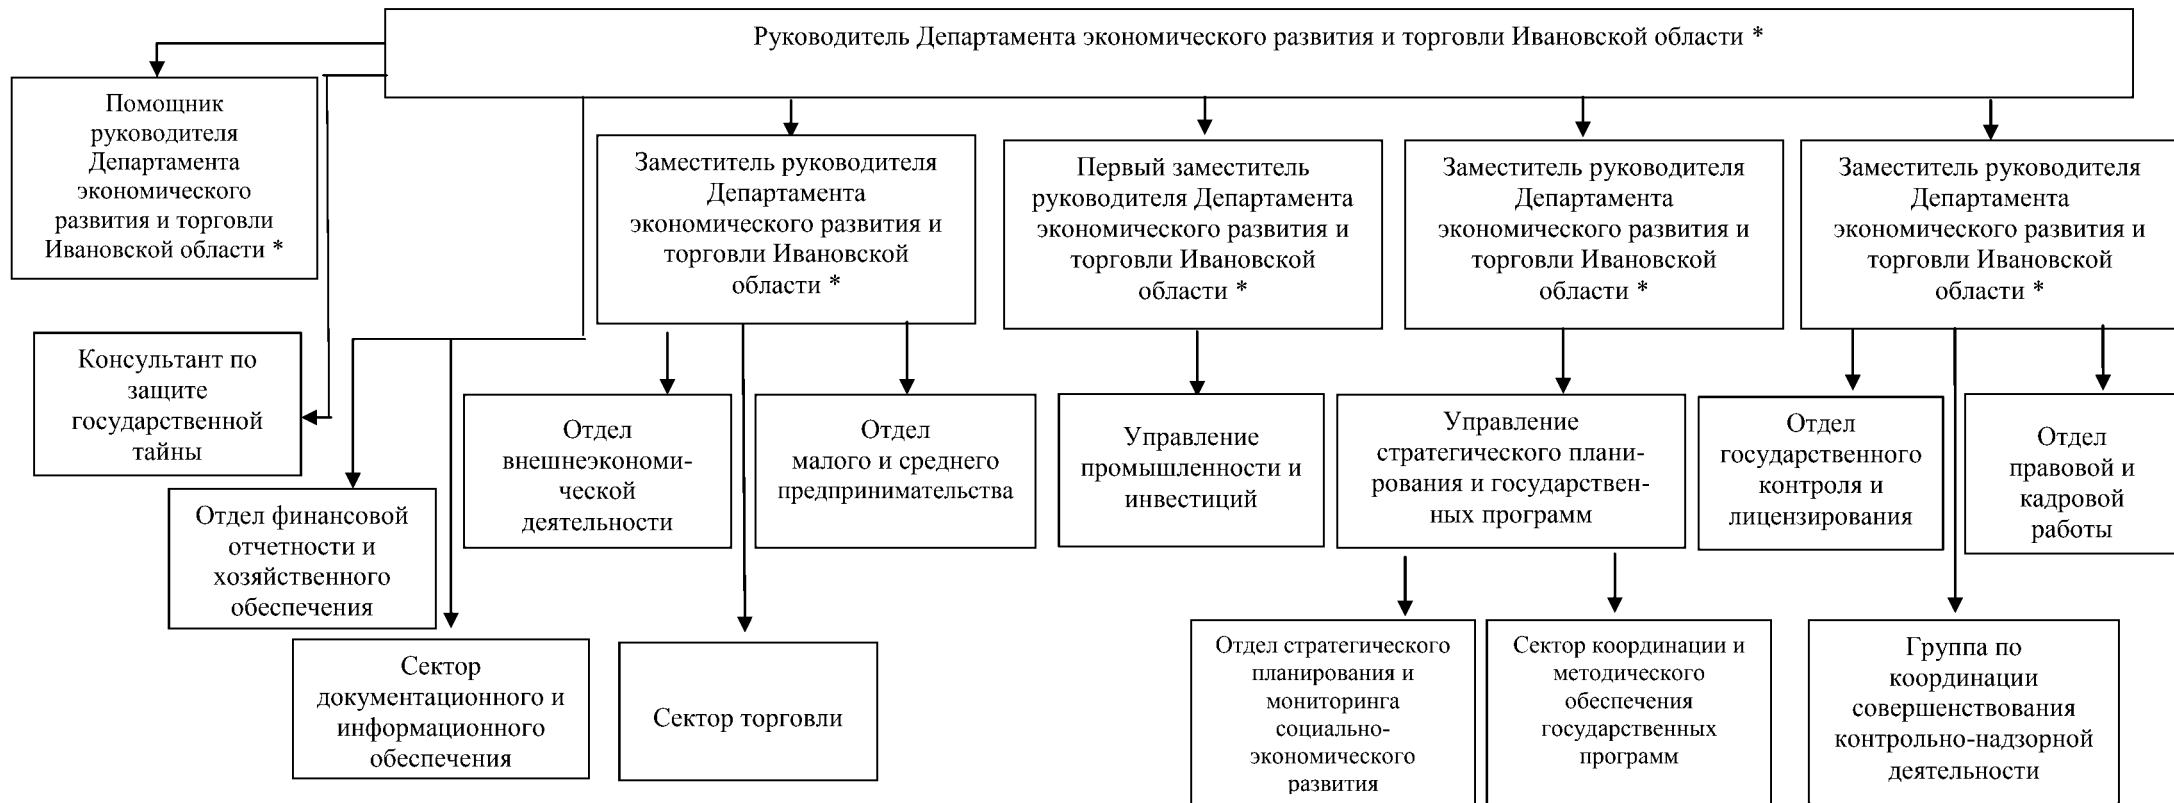 Руководитель Департамента экономического развития и торговли Ивановской области *
Помощник
руководителя
Департамента
экономического
развития и торговли
Ивановской области *
Заместитель руководителя
Департамента
экономического развития и
торговли Ивановской
области *
Первый заместитель
руководителя Департамента
экономического развития и
торговли Ивановской
области *
Заместитель руководителя
Департамента
экономического развития и
торговли Ивановской
области *
Заместитель руководителя
Департамента
экономического развития и
торговли Ивановской
области *
Консультант по
защите
государственной
тайны
Отдел
внешнеэкономи-
ческой
деятельности
Отдел
малого и среднего
предпринимательства
Управление
промышленности и
инвестиций
Управление
стратегического плани-
рования и государствен-
ных программ
Отдел
государственного
контроля и
лицензирования
Отдел
правовой и
кадровой
работы
Отдел финансовой
отчетности и
хозяйственного
обеспечения
Сектор
документационного и
информационного
обеспечения
Сектор торговли
Отдел стратегического
планирования и
мониторинга
социально-
экономического
развития
Сектор координации и
методического
обеспечения
государственных
программ
Группа по
координации
совершенствования
контрольно-надзорной
деятельности